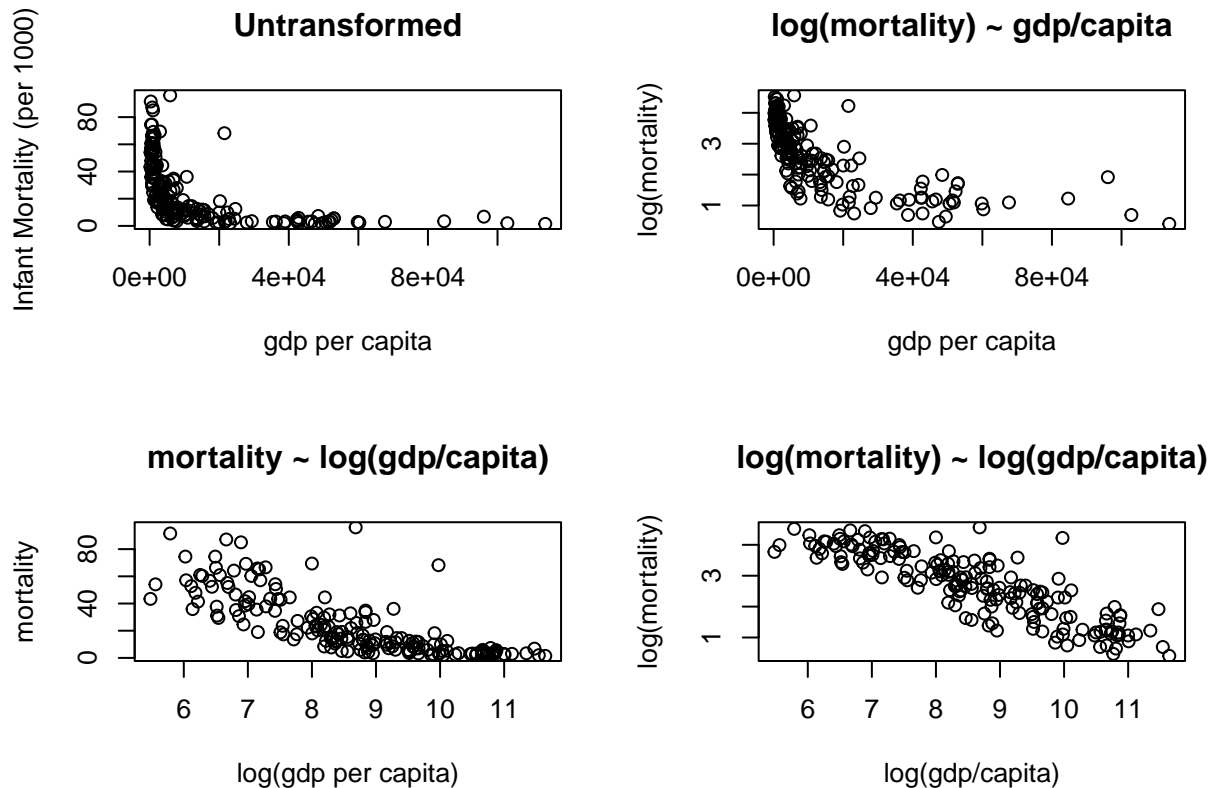 Untransformed
Infant Mortality (per 1000)
80
40
0
0e+00 4e+04 8e+04
gdp per capita
log(mortality) ~ gdp/capita
log(mortality)
3
1
0e+00 4e+04 8e+04
gdp per capita
mortality ~ log(gdp/capita)
mortality
80
40
0
6 7 8 9 10 11
log(gdp per capita)
log(mortality) ~ log(gdp/capita)
log(mortality)
3
1
6 7 8 9 10 11
log(gdp/capita)